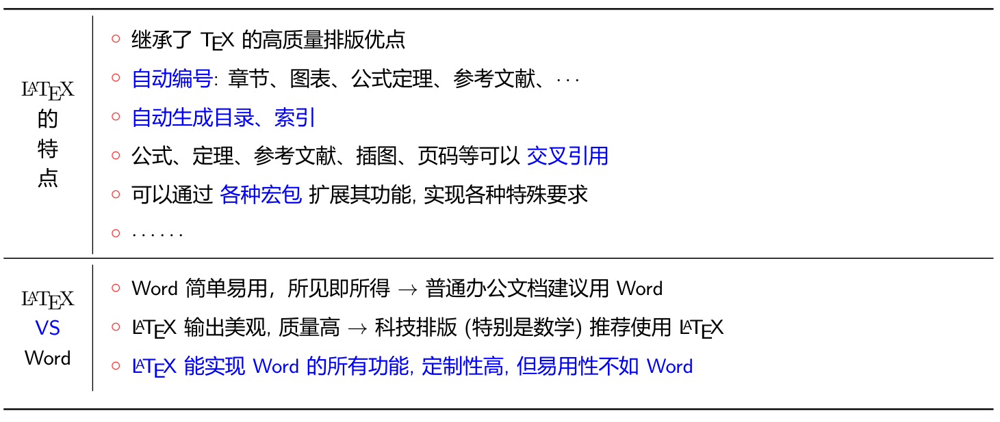 LATEX
的
特
点
○ 继承了 TEX 的高质量排版优点
○ 自动编号: 章节、图表、公式定理、参考文献、···
○ 自动生成目录、索引
○ 公式、定理、参考文献、插图、页码等可以 交叉引用
○ 可以通过 各种宏包 扩展其功能, 实现各种特殊要求
○ ······
LATEX
VS
Word
○ Word 简单易用，所见即所得 → 普通办公文档建议用 Word
○ LATEX 输出美观, 质量高 → 科技排版 (特别是数学) 推荐使用 LATEX
○ LATEX 能实现 Word 的所有功能, 定制性高, 但易用性不如 Word